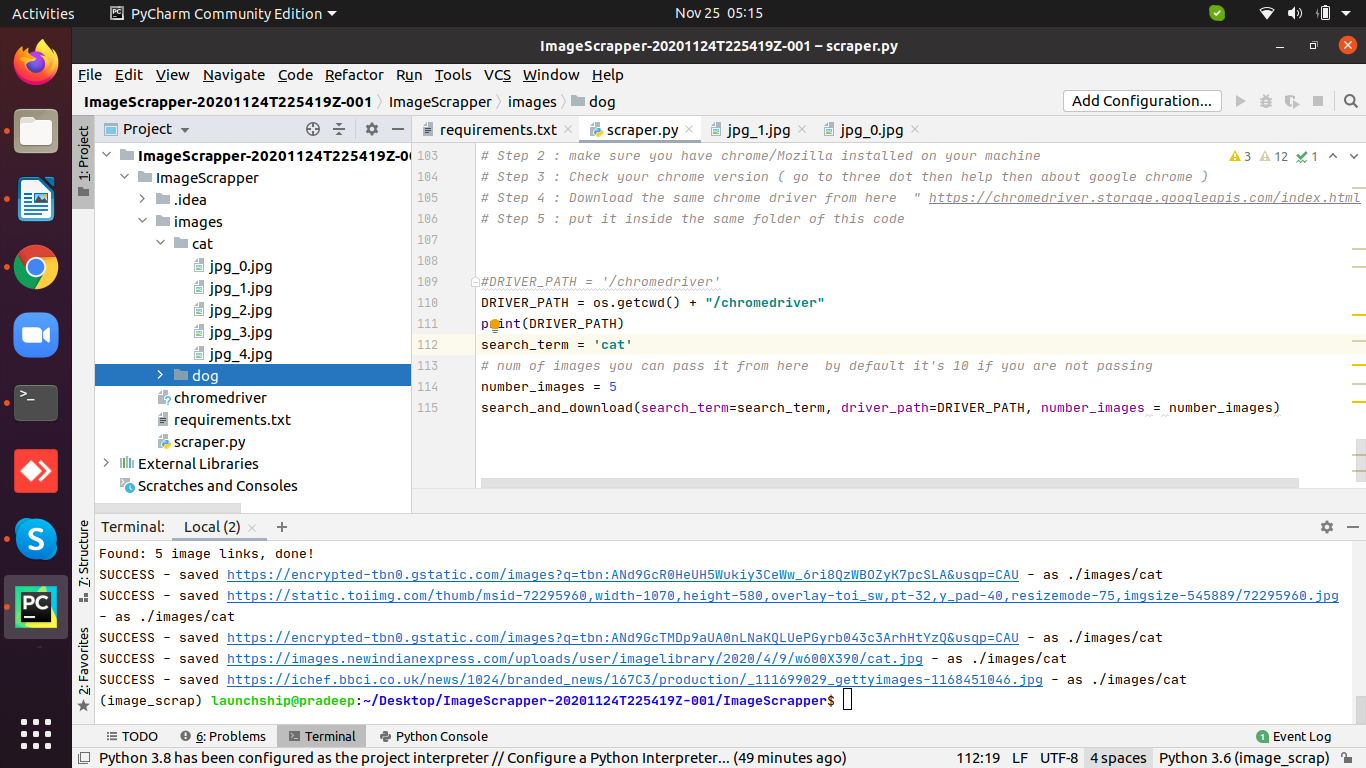 Activities PyCharm Community Edition Nov 25 05:15
ImageScrapper-20201124T225419Z-001 – scraper.py
File Edit View Navigate Code Refactor Run Tools VCS Window Help
ImageScrapper-20201124T225419Z-001 ImageScrapper images dog Add Configuration...
1: Project
Project
requirements.txt scraper.py jpg_1.jpg jpg_0.jpg
ImageScrapper-20201124T225419Z-0
ImageScrapper
.idea
images
cat
jpg_0.jpg
jpg_1.jpg
jpg_2.jpg
jpg_3.jpg
jpg_4.jpg
dog
chromedriver
requirements.txt
scraper.py
External Libraries
Scratches and Consoles
3 12 1
103 # Step 2 : make sure you have chrome/Mozilla installed on your machine
104 # Step 3 : Check your chrome version ( go to three dot then help then about google chrome )
105 # Step 4 : Download the same chrome driver from here " https://chromedriver.storage.googleapis.com/index.html
106 # Step 5 : put it inside the same folder of this code
107
108
109 #DRIVER_PATH = '/chromedriver'
110 DRIVER_PATH = os.getcwd() + "/chromedriver"
111 print(DRIVER_PATH)
112 search_term = 'cat'
113 # num of images you can pass it from here by default it's 10 if you are not passing
114 number_images = 5
115 search_and_download(search_term=search_term, driver_path=DRIVER_PATH, number_images = number_images)
7: Structure
2: Favorites
Terminal: Local (2) +
Found: 5 image links, done!
SUCCESS - saved https://encrypted-tbn0.gstatic.com/images?q=tbn:ANd9GcR0HeUH5Wukiy3CeWw_6ri8QzWBOZyK7pcSLA&usqp=CAU - as ./images/cat
SUCCESS - saved https://static.toiimg.com/thumb/msid-72295960,width-1070,height-580,overlay-toi_sw,pt-32,y_pad-40,resizemode-75,imgsize-545889/72295960.jpg
- as ./images/cat
SUCCESS - saved https://encrypted-tbn0.gstatic.com/images?q=tbn:ANd9GcTMDp9aUA0nLNaKQLUePGyrb043c3ArhHtYzQ&usqp=CAU - as ./images/cat
SUCCESS - saved https://images.newindianexpress.com/uploads/user/imagelibrary/2020/4/9/w600X390/cat.jpg - as ./images/cat
SUCCESS - saved https://ichef.bbci.co.uk/news/1024/branded_news/167C3/production/_111699029_gettyimages-1168451046.jpg - as ./images/cat
(image_scrap) launchship@pradeep:~/Desktop/ImageScrapper-20201124T225419Z-001/ImageScrapper$
TODO 6: Problems Terminal Python Console 1 Event Log
Python 3.8 has been configured as the project interpreter // Configure a Python Interpreter... (49 minutes ago) 112:19 LF UTF-8 4 spaces Python 3.6 (image_scrap)